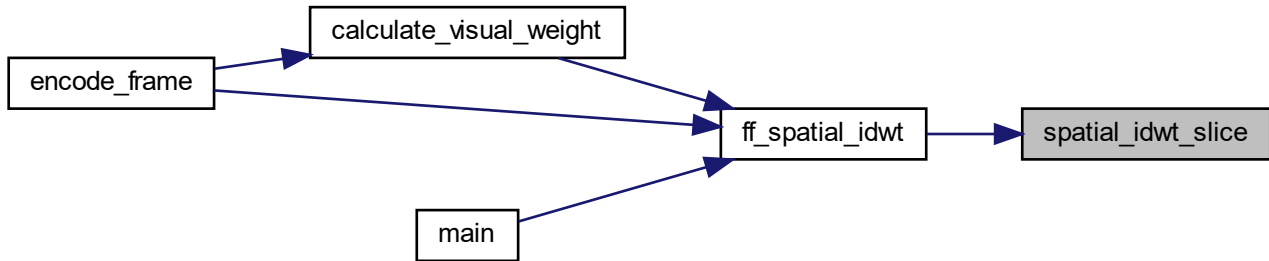 calculate_visual_weight
encode_frame
ff_spatial_idwt
spatial_idwt_slice
main